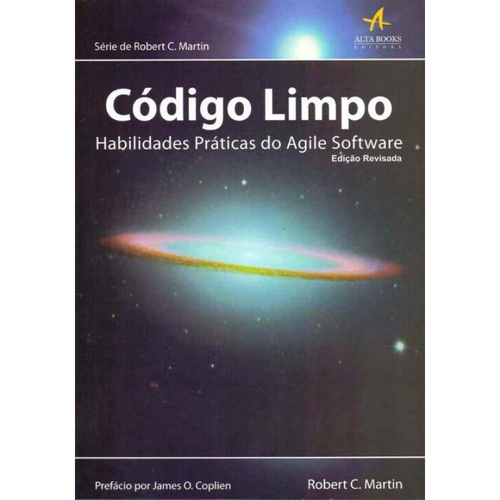 Série de Robert C. Martin
ALTA BOOKS
EDITORA
Código Limpo
Habilidades Práticas do Agile Software
Edição Revisada
Prefácio por James O. Coplien
Robert C. Martin